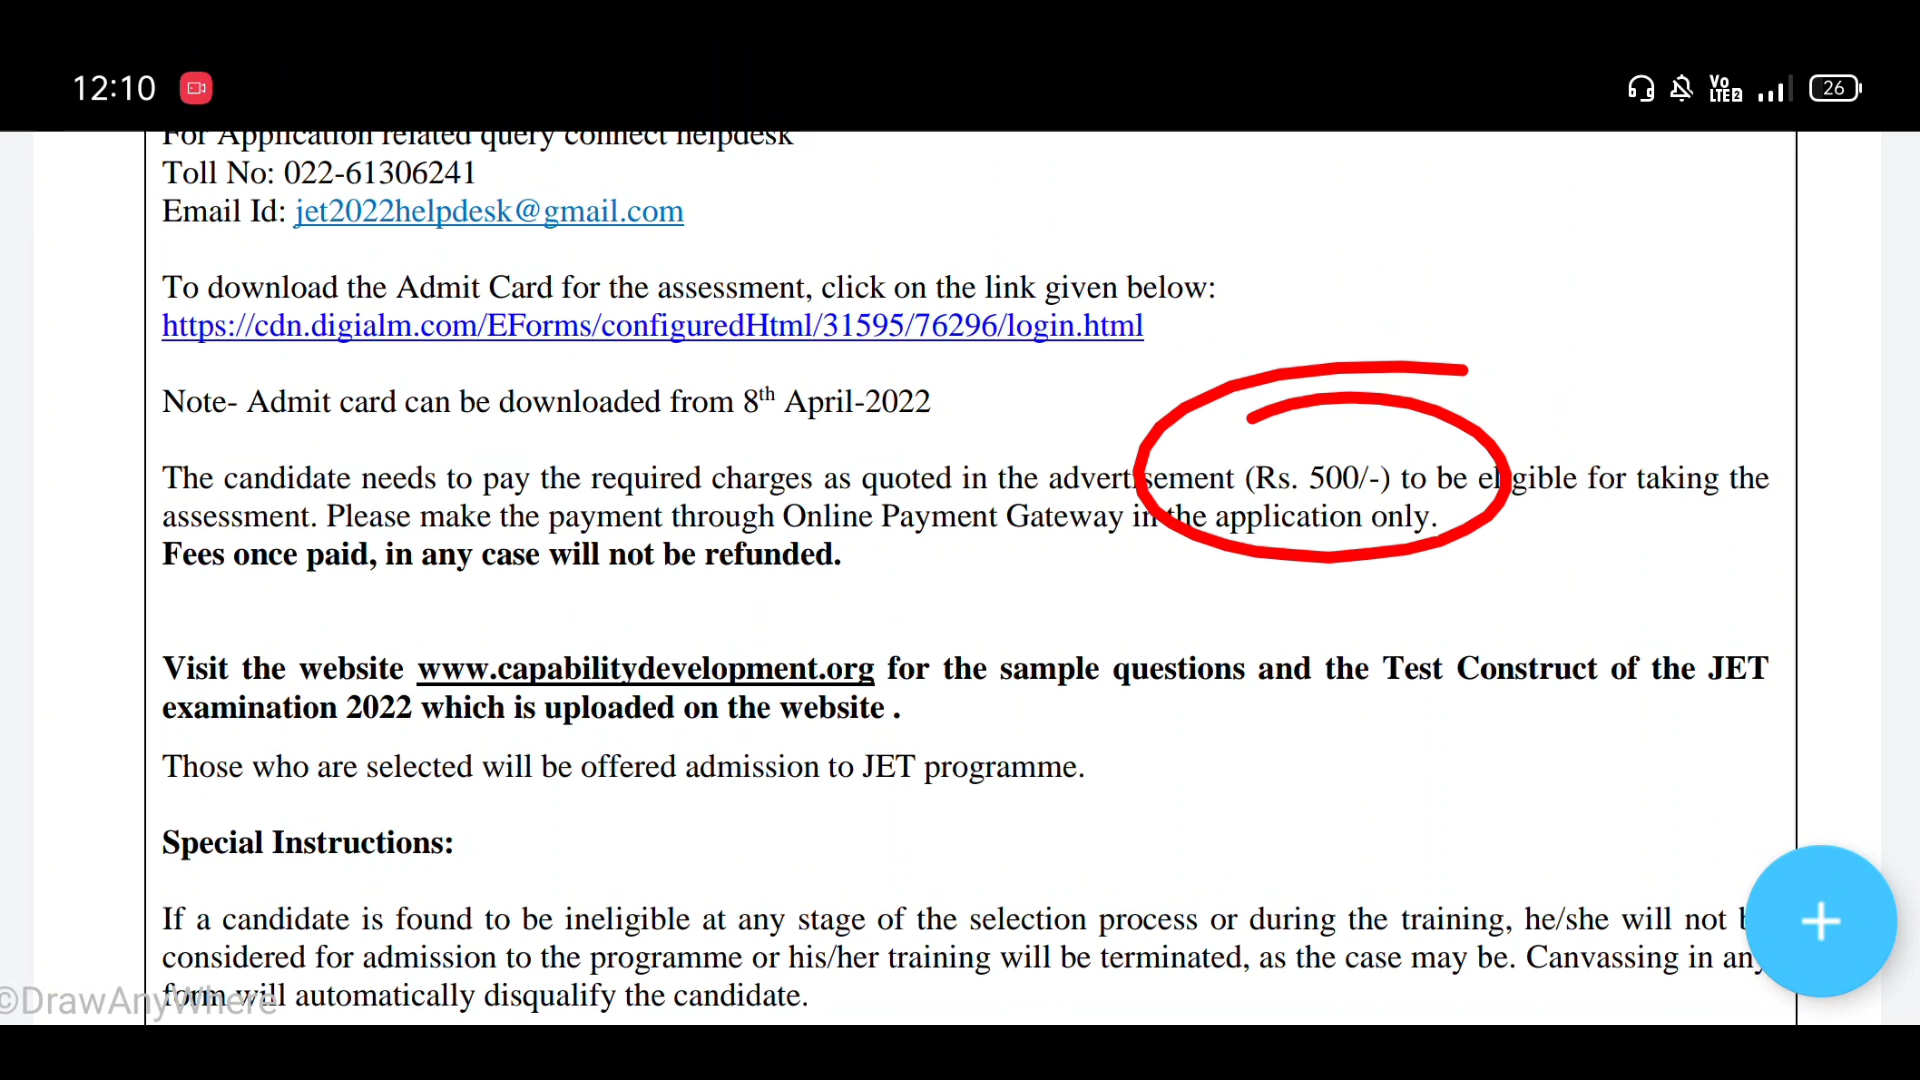 12:10
Vo
LTE 2
26
For Application related query connect helpdesk
Toll No: 022-61306241
Email Id: jet2022helpdesk@gmail.com
To download the Admit Card for the assessment, click on the link given below:
https://cdn.digialm.com/EForms/configuredHtml/31595/76296/login.html
Note- Admit card can be downloaded from 8th April-2022
The candidate needs to pay the required charges as quoted in the advertisement (Rs. 500/-) to be eligible for taking the
assessment. Please make the payment through Online Payment Gateway in the application only.
Fees once paid, in any case will not be refunded.
Visit the website www.capabilitydevelopment.org for the sample questions and the Test Construct of the JET
examination 2022 which is uploaded on the website .
Those who are selected will be offered admission to JET programme.
Special Instructions:
If a candidate is found to be ineligible at any stage of the selection process or during the training, he/she will not b
considered for admission to the programme or his/her training will be terminated, as the case may be. Canvassing in any
form will automatically disqualify the candidate.
©DrawAnyWhere